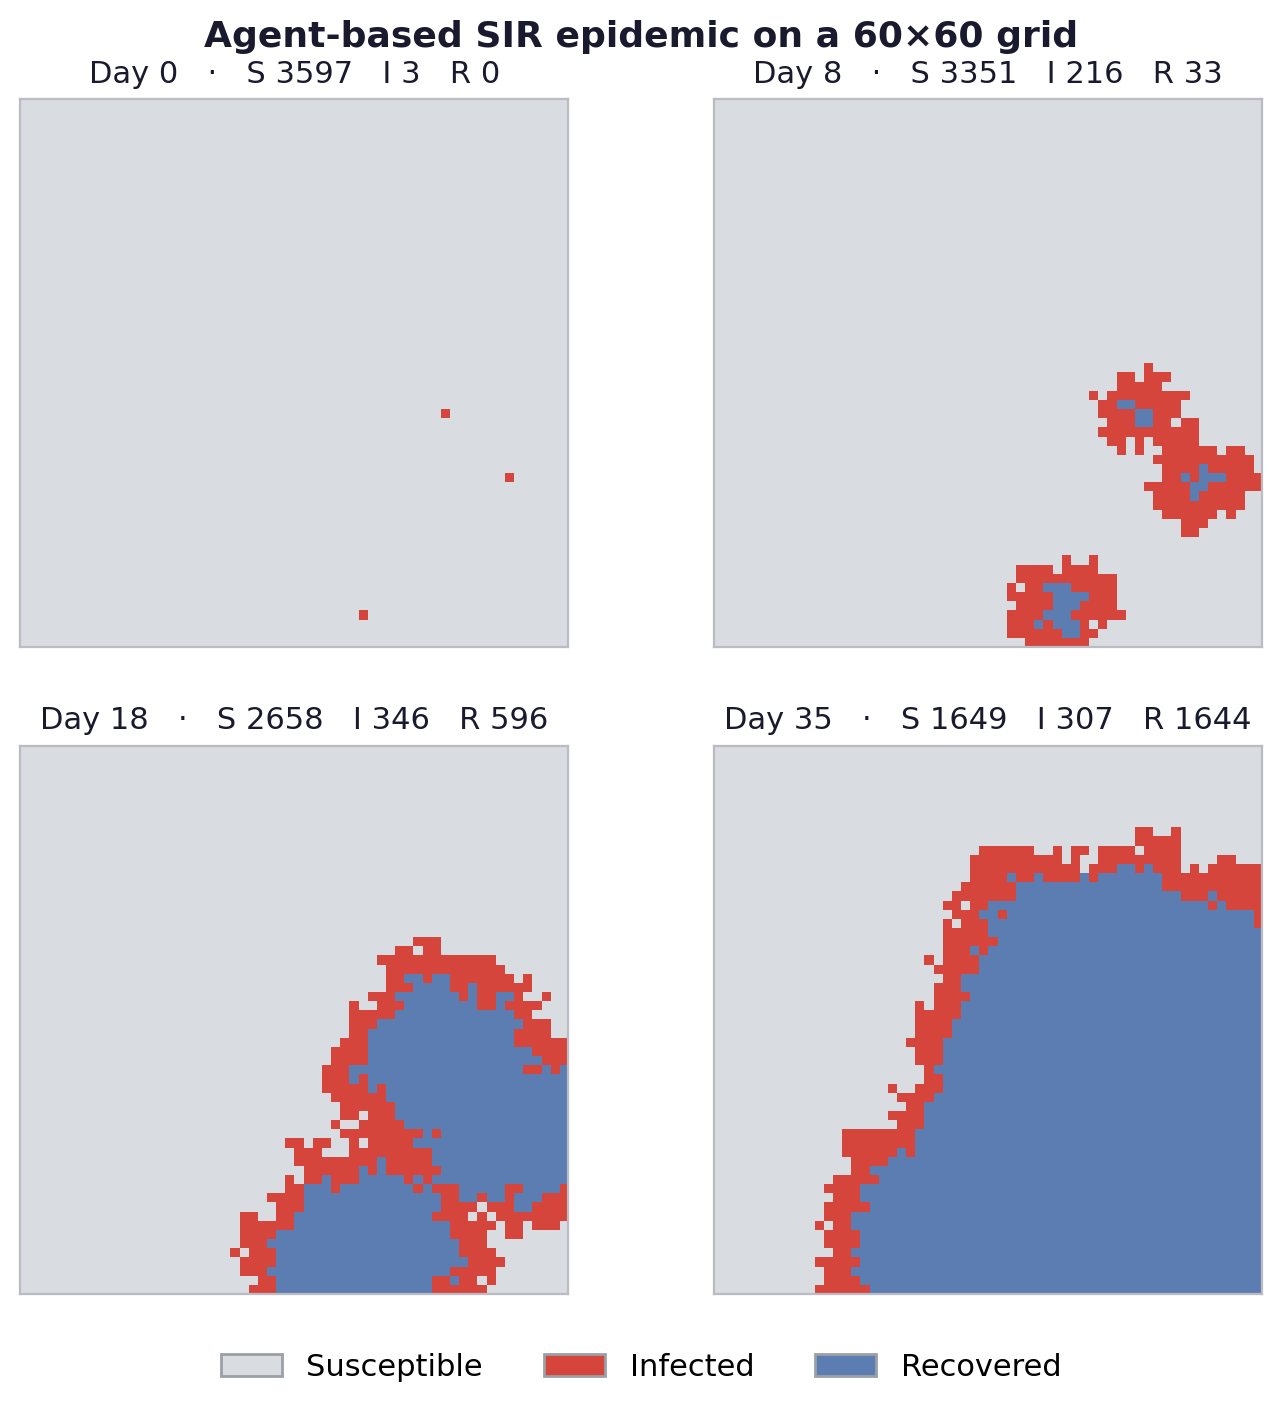 Agent-based SIR epidemic on a 60×60 grid
Day 0 · S 3597 I 3 R 0
Day 8 · S 3351 I 216 R 33
Day 18 · S 2658 I 346 R 596
Day 35 · S 1649 I 307 R 1644
Susceptible
Infected
Recovered